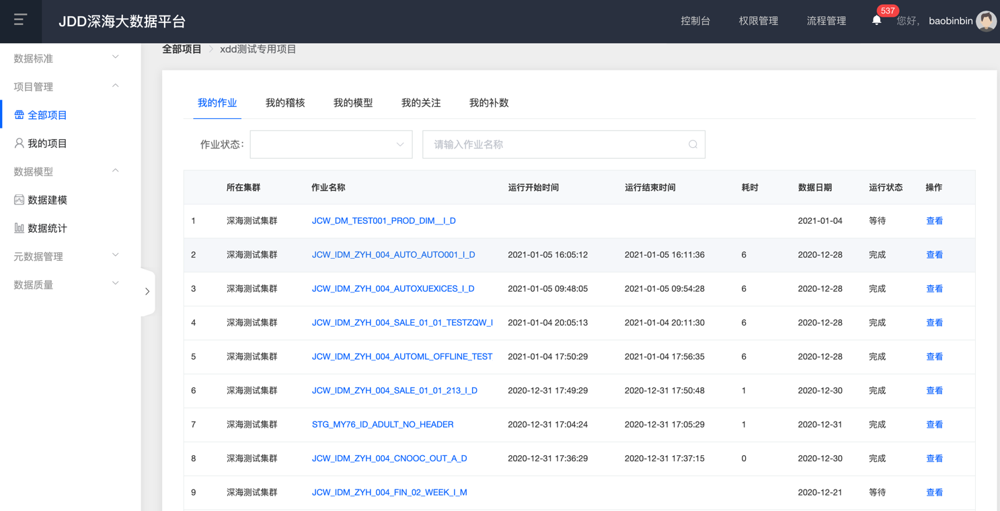 JDD深海大数据平台
控制台 权限管理 流程管理 537 您好, baobinbin
数据标准
项目管理
全部项目
我的项目
数据模型
数据建模
数据统计
元数据管理
数据质量
全部项目 xdd测试专用项目
我的作业 我的稽核 我的模型 我的关注 我的补数
作业状态: 请输入作业名称
所在集群 作业名称 运行开始时间 运行结束时间 耗时 数据日期 运行状态 操作
1 深海测试集群 JCW_DM_TEST001_PROD_DIM__I_D 2021-01-04 等待 查看
2 深海测试集群 JCW_IDM_ZYH_004_AUTO_AUTO001_I_D 2021-01-05 16:05:12 2021-01-05 16:11:36 6 2020-12-28 完成 查看
3 深海测试集群 JCW_IDM_ZYH_004_AUTOXUEXICES_I_D 2021-01-05 09:48:05 2021-01-05 09:54:28 6 2020-12-28 完成 查看
4 深海测试集群 JCW_IDM_ZYH_004_SALE_01_01_TESTZQW_I 2021-01-04 20:05:13 2021-01-04 20:11:30 6 2020-12-28 完成 查看
5 深海测试集群 JCW_IDM_ZYH_004_AUTOML_OFFLINE_TEST 2021-01-04 17:50:29 2021-01-04 17:56:35 6 2020-12-28 完成 查看
6 深海测试集群 JCW_IDM_ZYH_004_SALE_01_01_213_I_D 2020-12-31 17:49:29 2020-12-31 17:50:48 1 2020-12-30 完成 查看
7 深海测试集群 STG_MY76_ID_ADULT_NO_HEADER 2020-12-31 17:04:24 2020-12-31 17:05:29 1 2020-12-31 完成 查看
8 深海测试集群 JCW_IDM_ZYH_004_CNOOC_OUT_A_D 2020-12-31 17:36:29 2020-12-31 17:37:15 0 2020-12-30 完成 查看
9 深海测试集群 JCW_IDM_ZYH_004_FIN_02_WEEK_I_M 2020-12-21 等待 查看